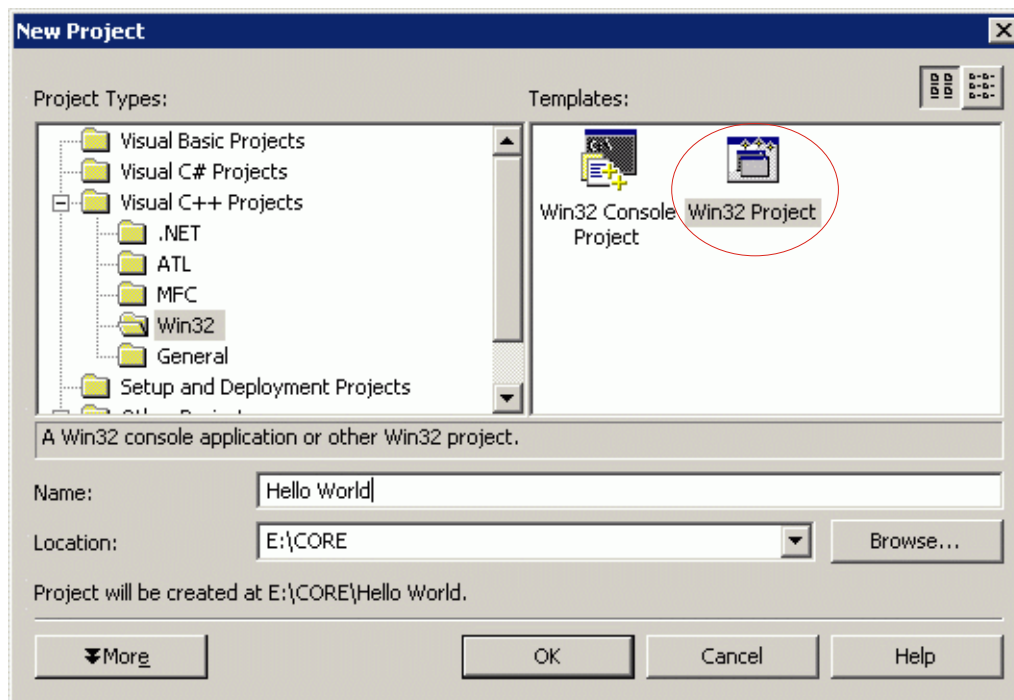 New Project
Project Types:
Templates:
Visual Basic Projects
Visual C# Projects
Visual C++ Projects
.NET
ATL
MFC
Win32
General
Setup and Deployment Projects
Win32 Console
Project
Win32 Project
A Win32 console application or other Win32 project.
Name:
Hello World
Location:
E:\CORE
Browse...
Project will be created at E:\CORE\Hello World.
More
OK
Cancel
Help